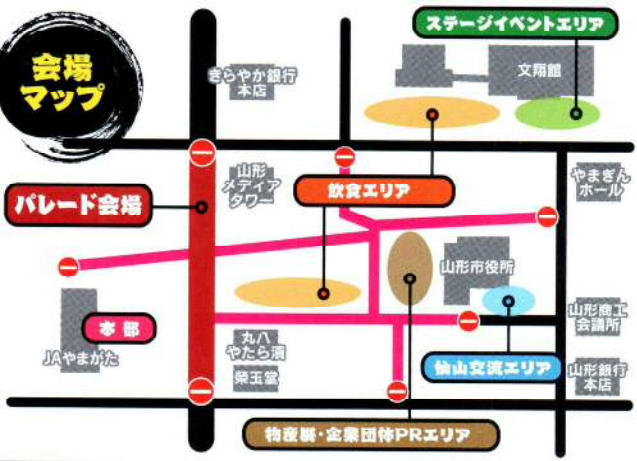 会場
マップ
ステージイベントエリア
きらやか銀行
本店
文翔館
山形
メディア
タワー
飲食エリア
やまぎん
ホール
パレード会場
山形市役所
本部
JAやまがた
丸八
やたら漬
榮玉堂
山形商工
会議所
仙山交流エリア
山形銀行
本店
物産展・企業団体PRエリア